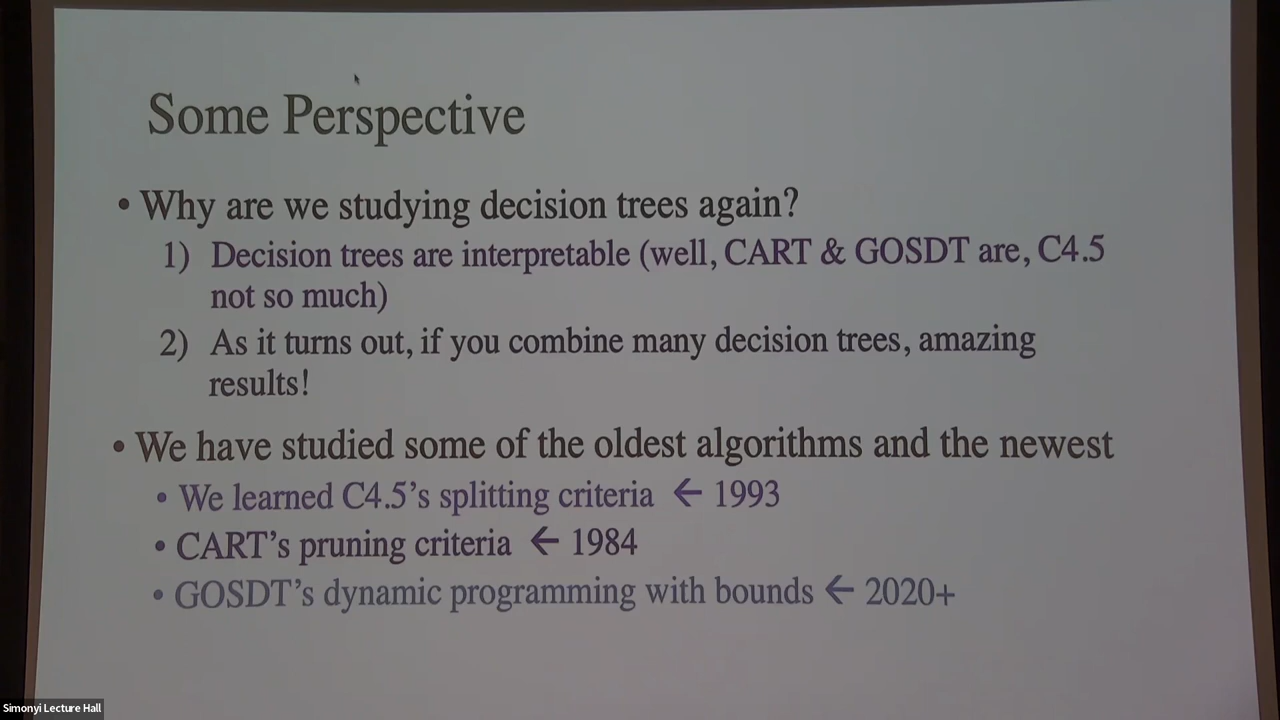 Some Perspective
• Why are we studying decision trees again?
1) Decision trees are interpretable (well, CART & GOSDT are, C4.5
not so much)
2) As it turns out, if you combine many decision trees, amazing
results!
• We have studied some of the oldest algorithms and the newest
• We learned C4.5's splitting criteria ← 1993
• CART's pruning criteria ← 1984
• GOSDT's dynamic programming with bounds ← 2020+
Simonyi Lecture Hall